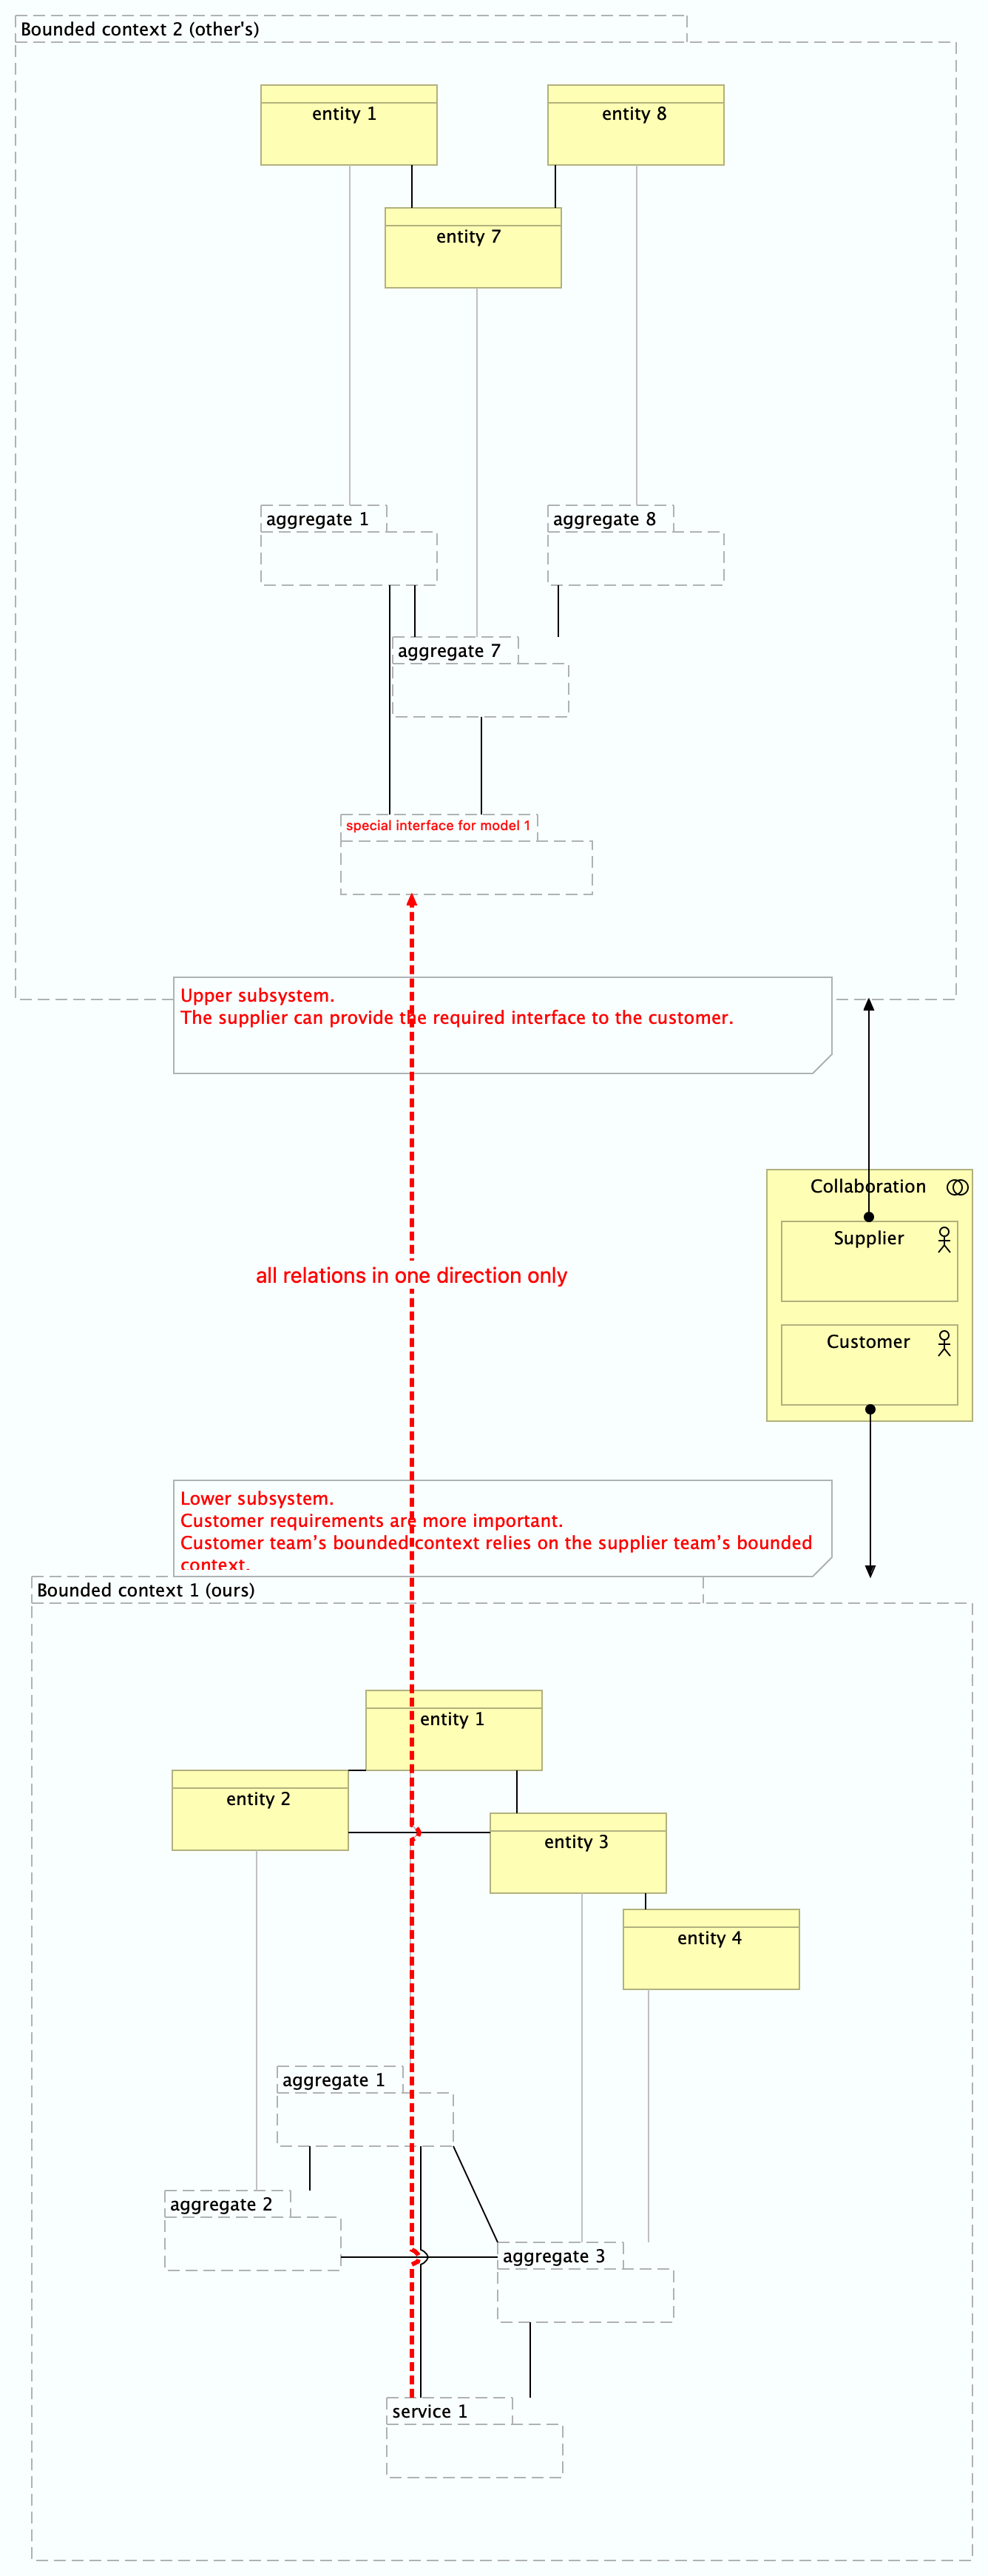 Bounded context 2 (other's)
entity 1
entity 8
entity 7
aggregate 1
aggregate 8
aggregate 7
special interface for model 1
Upper subsystem.
The supplier can provide the required interface to the customer.
Collaboration
Supplier
all relations in one direction only
Customer
Lower subsystem.
Customer requirements are more important.
Customer team’s bounded context relies on the supplier team’s bounded
context.
Bounded context 1 (ours)
entity 1
entity 2
entity 3
entity 4
aggregate 1
aggregate 2
aggregate 3
service 1